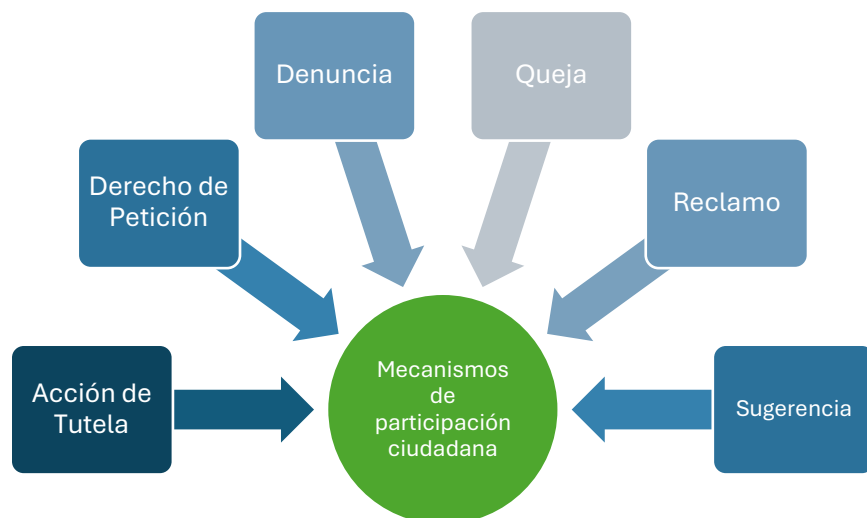 Denuncia
Queja
Derecho de
Petición
Reclamo
Acción de
Tutela
Mecanismos
de
participación
ciudadana
Sugerencia